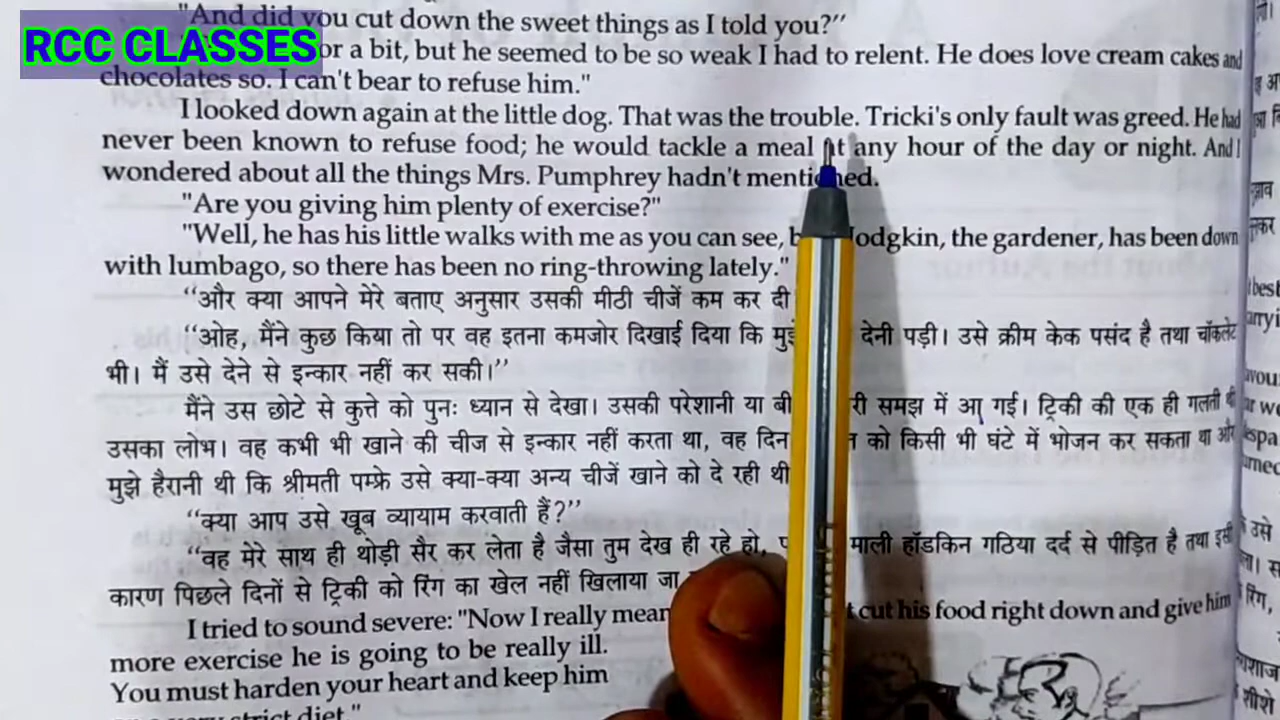 "And did you cut down the sweet things as I told you?"
RCC CLASSES
or a bit, but he seemed to be so weak I had to relent. He does love cream cakes and
chocolates so. I can't bear to refuse him."
I looked down again at the little dog. That was the trouble. Tricki's only fault was greed. He had
never been known to refuse food; he would tackle a meal at any hour of the day or night. And I
wondered about all the things Mrs. Pumphrey hadn't mentioned.
"Are you giving him plenty of exercise?"
"Well, he has his little walks with me as you can see, but Hodgkin, the gardener, has been down
with lumbago, so there has been no ring-throwing lately."
“और क्या आपने मेरे बताए अनुसार उसकी मीठी चीजें कम कर दी
“ओह, मैंने कुछ किया तो पर वह इतना कमजोर दिखाई दिया कि देनी पड़ी। उसे क्रीम केक पसंद है तथा चॉकलेट
भी। मैं उसे देने से इन्कार नहीं कर सकी।”
मैंने उस छोटे से कुत्ते को पुनः ध्यान से देखा। उसकी परेशानी या समझ में आ गई। ट्रिकी की एक ही गलती थी
उसका लोभ। वह कभी भी खाने की चीज से इन्कार नहीं करता था, वह दिन को किसी भी घंटे में भोजन कर सकता था और
मुझे हैरानी थी कि श्रीमती पम्फ्रे उसे क्या-क्या अन्य चीजें खाने को दे रही थी
“क्या आप उसे खूब व्यायाम करवाती हैं?”
“वह मेरे साथ ही थोड़ी सैर कर लेता है जैसा तुम देख ही रहे हो, माली हॉडकिन गठिया दर्द से पीड़ित है तथा इसी
कारण पिछले दिनों से ट्रिकी को रिंग का खेल नहीं खिलाया जा
I tried to sound severe: "Now I really mean cut his food right down and give him
more exercise he is going to be really ill.
You must harden your heart and keep him
strict diet."